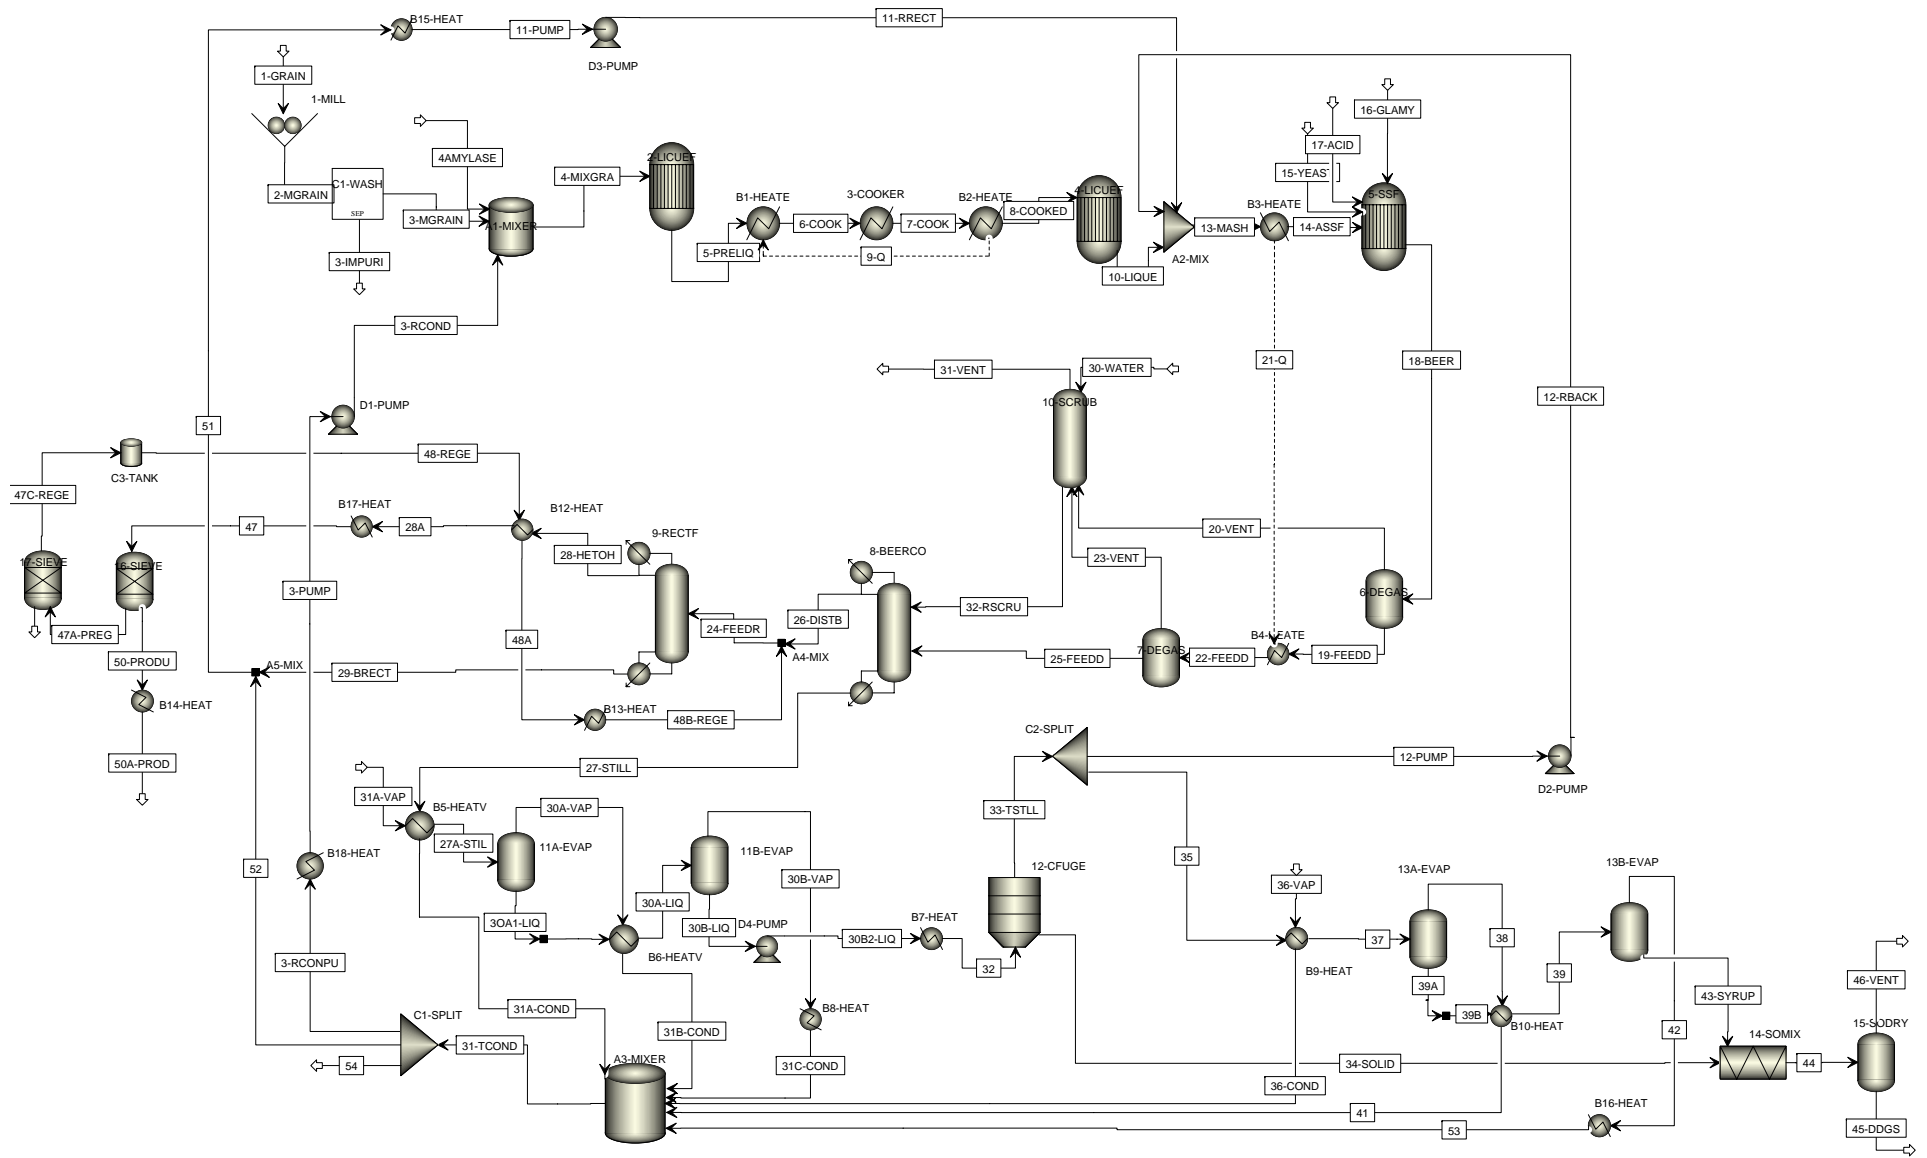 B15-HEAT
11-PUMP
11-RRECT
D3-PUMP
1-GRAIN
1-MILL
16-GLAMY
17-ACID
4AMYLASE
2-LICUEF
4-MIXGRA
C1-WASH
2-MGRAIN
SEP
3-MGRAIN
A1-MIXER
B1-HEATE
3-COOKER
B2-HEATE
4-LICUEF
15-YEAS
5-SSF
B3-HEATE
8-COOKED
6-COOK
7-COOK
13-MASH
14-ASSF
5-PRELIQ
9-Q
A2-MIX
10-LIQUE
3-IMPURI
3-RCOND
21-Q
18-BEER
31-VENT
30-WATER
12-RBACK
10-SCRUB
D1-PUMP
51
48-REGE
C3-TANK
47C-REGE
B17-HEAT
B12-HEAT
47
28A
9-RECTF
28-HETOH
8-BEERCO
20-VENT
23-VENT
17-SIEVE
16-SIEVE
3-PUMP
6-DEGAS
26-DISTB
32-RSCRU
24-FEEDR
47A-PREG
48A
B4-HEATE
7-DEGAS
22-FEEDD
19-FEEDD
25-FEEDD
A4-MIX
50-PRODU
A5-MIX
29-BRECT
B14-HEAT
B13-HEAT
48B-REGE
C2-SPLIT
50A-PROD
27-STILL
12-PUMP
D2-PUMP
31A-VAP
B5-HEATV
30A-VAP
33-TSTLL
27A-STIL
11A-EVAP
11B-EVAP
B18-HEAT
52
35
12-CFUGE
13A-EVAP
13B-EVAP
30B-VAP
36-VAP
30A-LIQ
3OA1-LIQ
30B-LIQ
D4-PUMP
B7-HEAT
30B2-LIQ
37
38
B6-HEATV
3-RCONPU
32
B9-HEAT
39
39A
46-VENT
43-SYRUP
31A-COND
B8-HEAT
39B
B10-HEAT
C1-SPLIT
31B-COND
42
15-SODRY
14-SOMIX
31-TCOND
A3-MIXER
54
31C-COND
34-SOLID
44
36-COND
41
B16-HEAT
53
45-DDGS